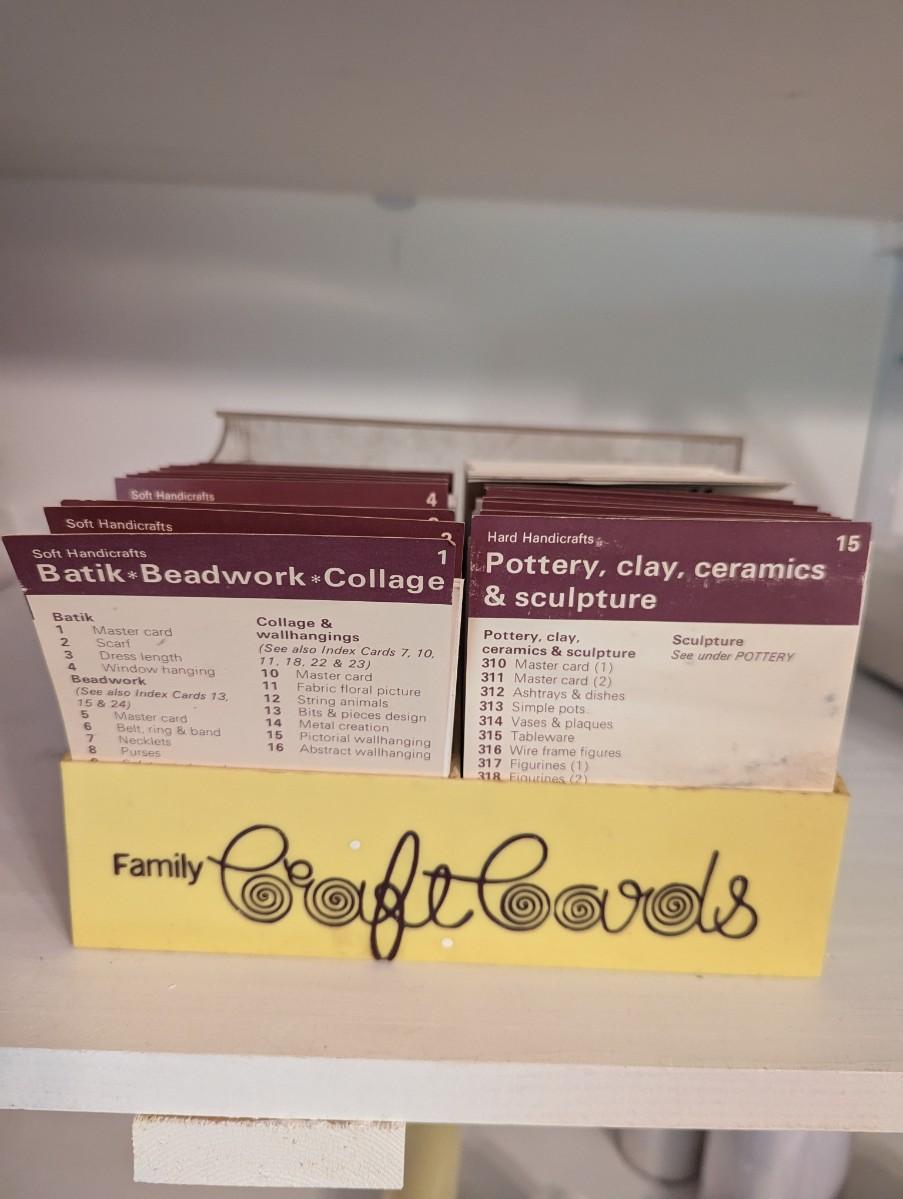 Soft Handicrafts 4
Soft Handicrafts
Soft Handicrafts 1
Batik*Beadwork*Collage
Batik
1 Master card
2 Scarf
3 Dress length
4 Window hanging
Beadwork
(See also Index Cards 13,
15 & 24)
5 Master card
6 Belt, ring & band
7 Necklets
8 Purses
Collage &
wallhangings
(See also Index Cards 7, 10,
11, 18, 22 & 23)
10 Master card
11 Fabric floral picture
12 String animals
13 Bits & pieces design
14 Metal creation
15 Pictorial wallhanging
16 Abstract wallhanging
Hard Handicrafts 15
Pottery, clay, ceramics
& sculpture
Pottery, clay,
ceramics & sculpture
310 Master card (1)
311 Master card (2)
312 Ashtrays & dishes
313 Simple pots
314 Vases & plaques
315 Tableware
316 Wire frame figures
317 Figurines (1)
318 Figurines (2)
Sculpture
See under POTTERY
Family Craft Cards